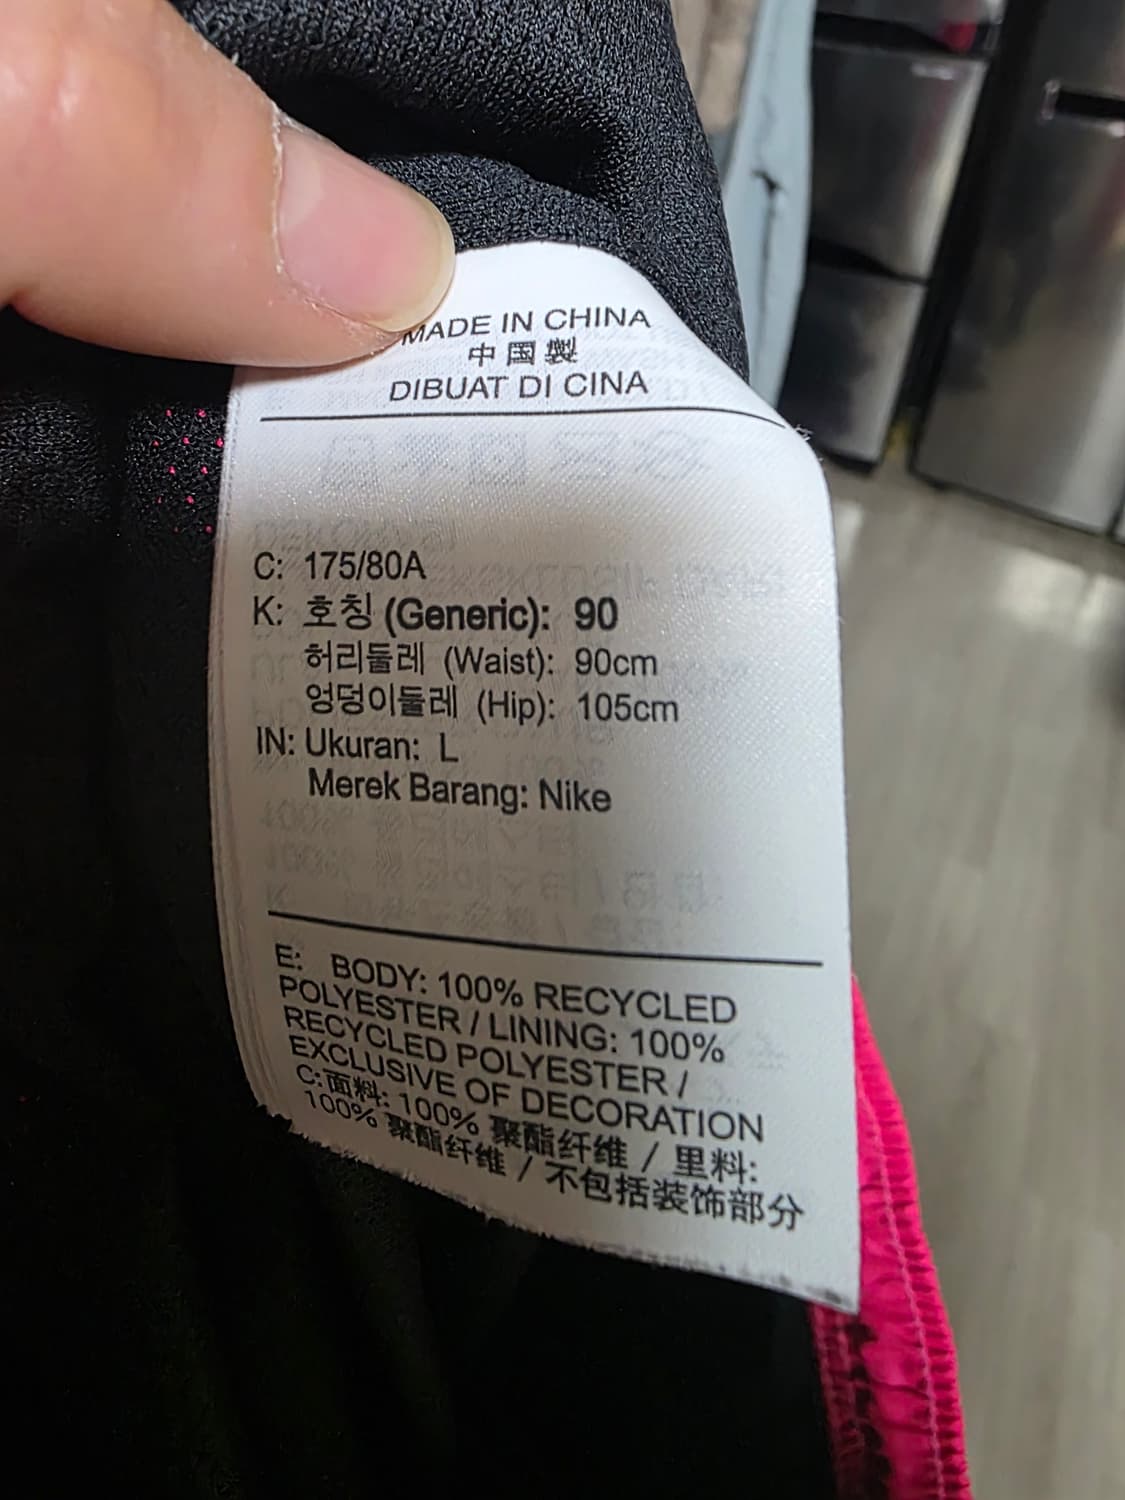 MADE IN CHINA
中国製
DIBUAT DI CINA
C: 175/80A
K: 호칭 (Generic): 90
허리둘레 (Waist): 90cm
엉덩이둘레 (Hip): 105cm
IN: Ukuran: L
Merek Barang: Nike
E: BODY: 100% RECYCLED
POLYESTER / LINING: 100%
RECYCLED POLYESTER /
EXCLUSIVE OF DECORATION
C:面料: 100% 聚酯纤维 / 里料:
100% 聚酯纤维 / 不包括装饰部分